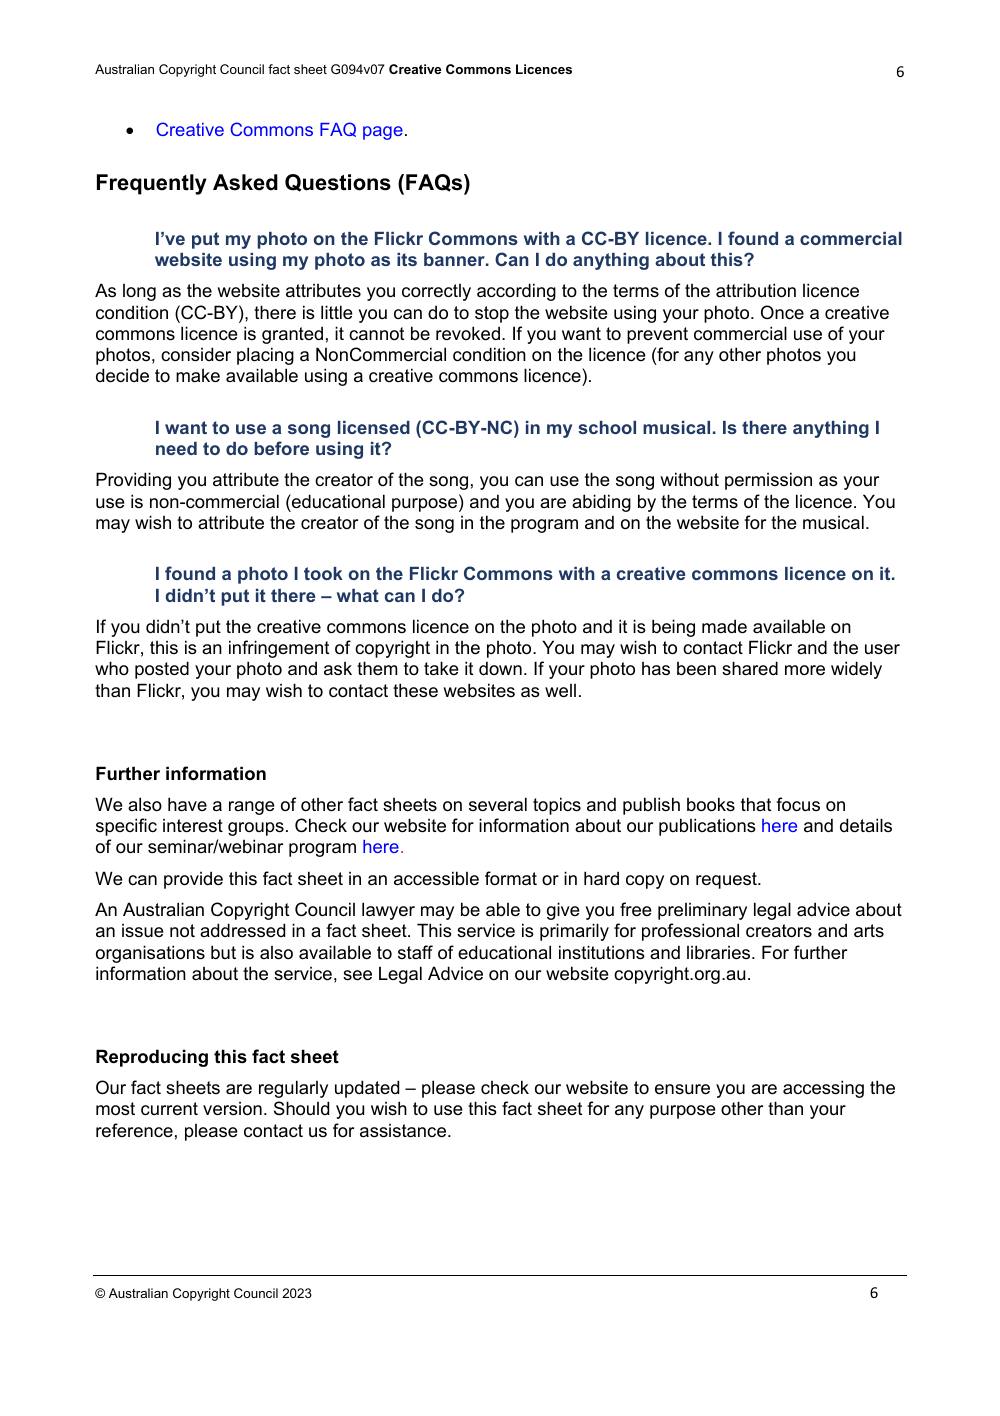 Australian Copyright Council fact sheet G094v07 Creative Commons Licences 6
• Creative Commons FAQ page.
Frequently Asked Questions (FAQs)
I’ve put my photo on the Flickr Commons with a CC-BY licence. I found a commercial
website using my photo as its banner. Can I do anything about this?
As long as the website attributes you correctly according to the terms of the attribution licence
condition (CC-BY), there is little you can do to stop the website using your photo. Once a creative
commons licence is granted, it cannot be revoked. If you want to prevent commercial use of your
photos, consider placing a NonCommercial condition on the licence (for any other photos you
decide to make available using a creative commons licence).
I want to use a song licensed (CC-BY-NC) in my school musical. Is there anything I
need to do before using it?
Providing you attribute the creator of the song, you can use the song without permission as your
use is non-commercial (educational purpose) and you are abiding by the terms of the licence. You
may wish to attribute the creator of the song in the program and on the website for the musical.
I found a photo I took on the Flickr Commons with a creative commons licence on it.
I didn’t put it there – what can I do?
If you didn’t put the creative commons licence on the photo and it is being made available on
Flickr, this is an infringement of copyright in the photo. You may wish to contact Flickr and the user
who posted your photo and ask them to take it down. If your photo has been shared more widely
than Flickr, you may wish to contact these websites as well.
Further information
We also have a range of other fact sheets on several topics and publish books that focus on
specific interest groups. Check our website for information about our publications here and details
of our seminar/webinar program here.
We can provide this fact sheet in an accessible format or in hard copy on request.
An Australian Copyright Council lawyer may be able to give you free preliminary legal advice about
an issue not addressed in a fact sheet. This service is primarily for professional creators and arts
organisations but is also available to staff of educational institutions and libraries. For further
information about the service, see Legal Advice on our website copyright.org.au.
Reproducing this fact sheet
Our fact sheets are regularly updated – please check our website to ensure you are accessing the
most current version. Should you wish to use this fact sheet for any purpose other than your
reference, please contact us for assistance.
© Australian Copyright Council 2023 6